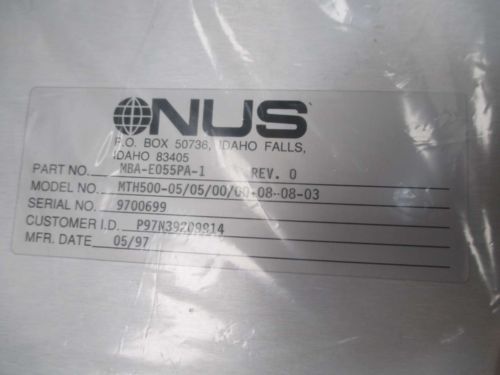 NUS
P.O. BOX 50736, IDAHO FALLS,
IDAHO 83405
PART NO. MBA-E055PA-1 REV. 0
MODEL NO. MTH500-05/05/00/00-08-08-03
SERIAL NO. 9700699
CUSTOMER I.D. P97N39209814
MFR. DATE 05/97